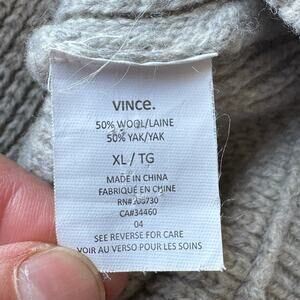 VINCE.
50% WOOL/LAINE
50% YAK/YAK
XL / TG
MADE IN CHINA
FABRIQUÉ EN CHINE
CA#34460
04
SEE REVERSE FOR CARE
VOIR AU VERSO POUR LES SOINS